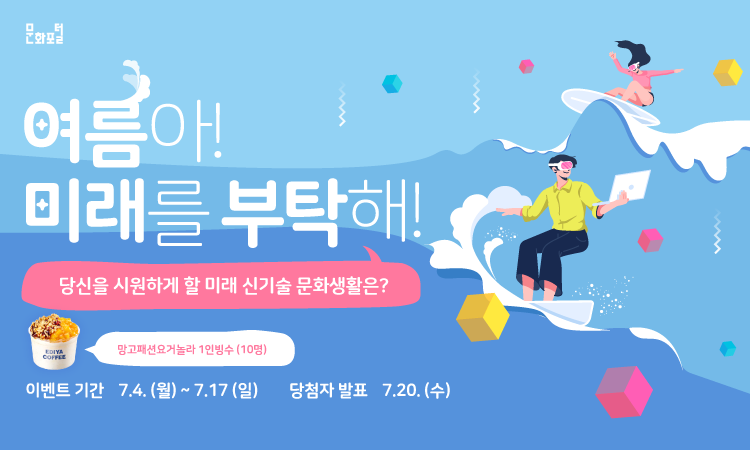 문화포털
여름아!
미래를 부탁해!
당신을 시원하게 할 미래 신기술 문화생활은?
EDIYA
COFFEE
망고패션요거눌라 1인빙수 (10명)
이벤트 기간 7.4. (월) ~ 7.17 (일) 당첨자 발표 7.20. (수)